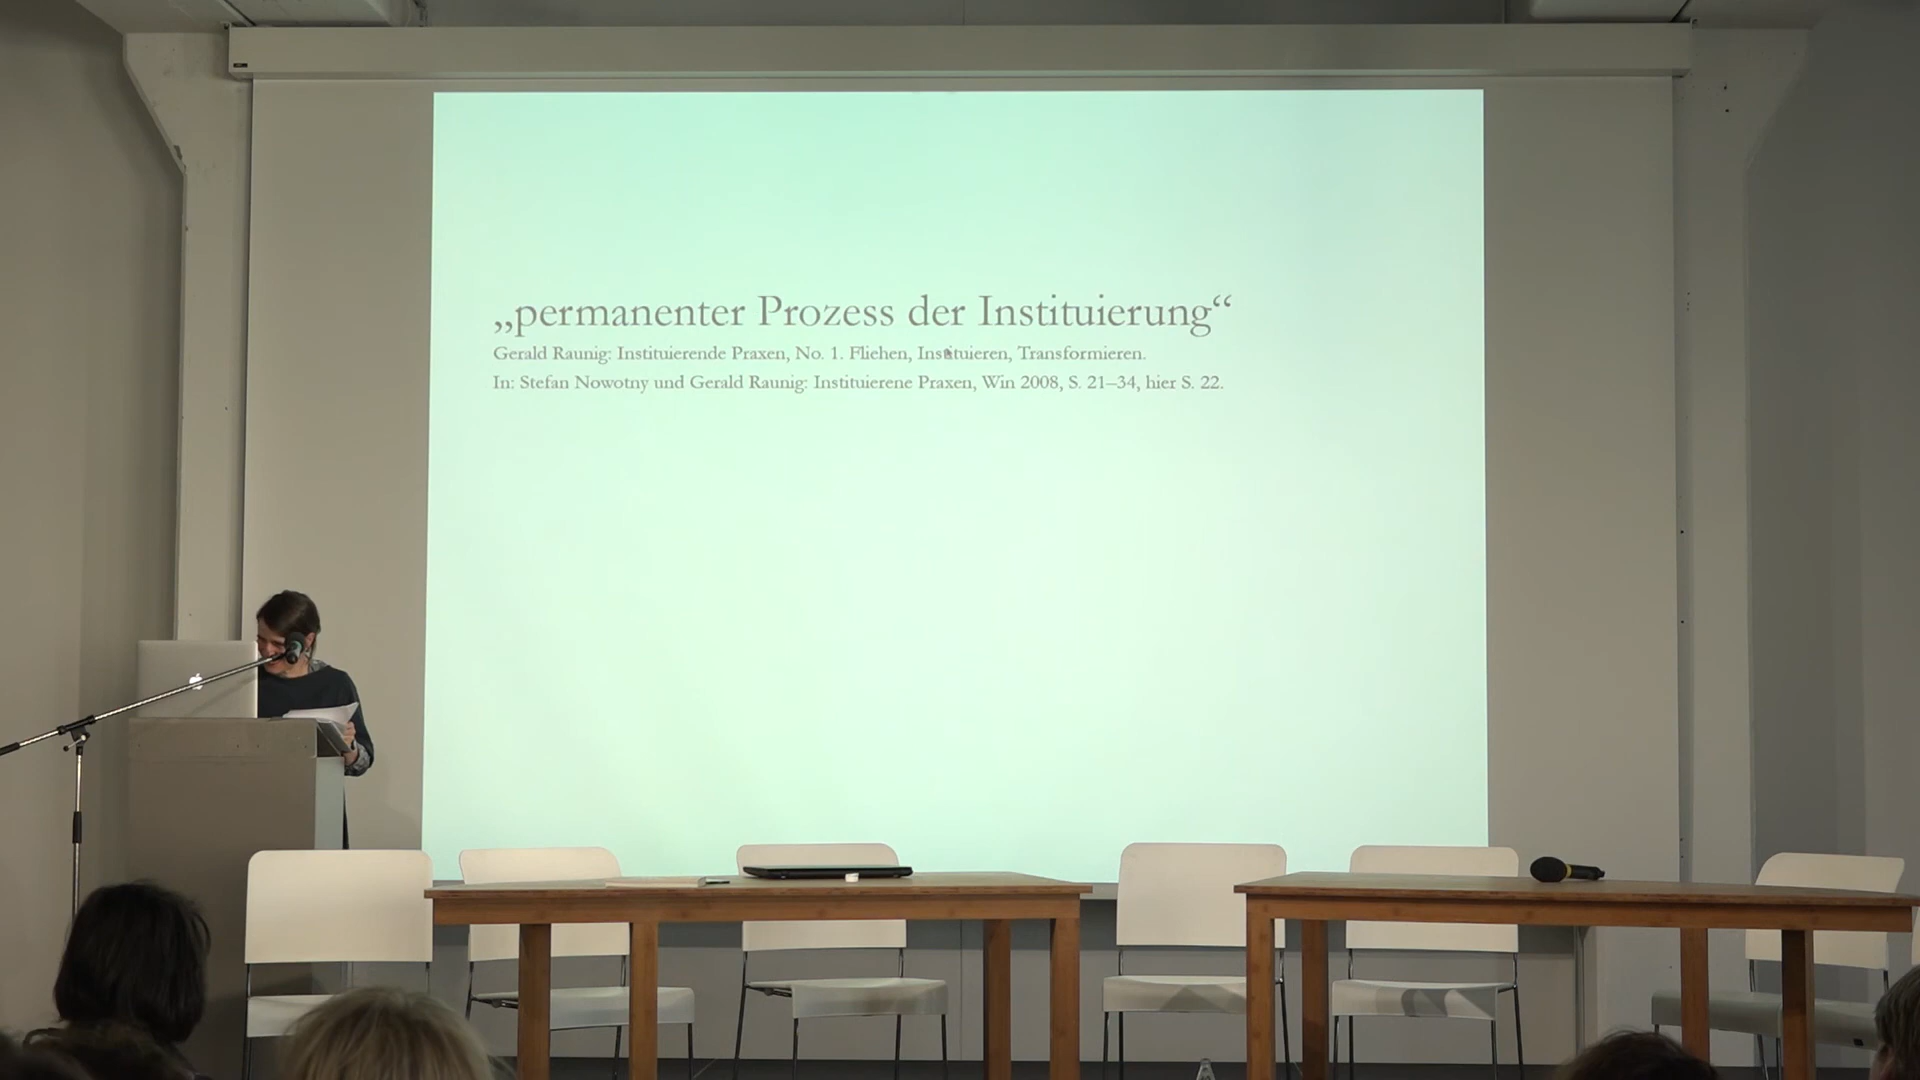 „permanenter Prozess der Instituierung“
Gerald Raunig: Instituierende Praxen, No. 1. Fliehen, Instituieren, Transformieren.
In: Stefan Nowotny und Gerald Raunig: Instituierene Praxen, Win 2008, S. 21–34, hier S. 22.